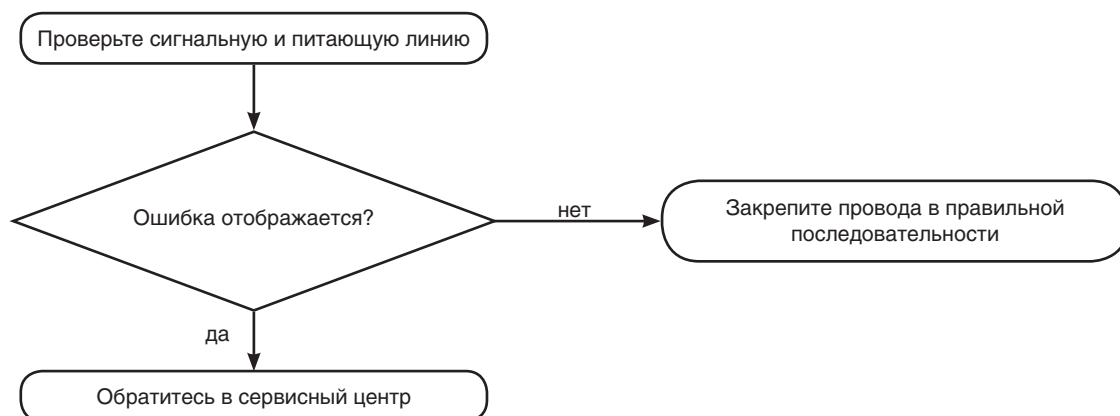 Проверьте сигнальную и питающую линию
Ошибка отображается?
нет
Закрепите провода в правильной
последовательности
да
Обратитесь в сервисный центр